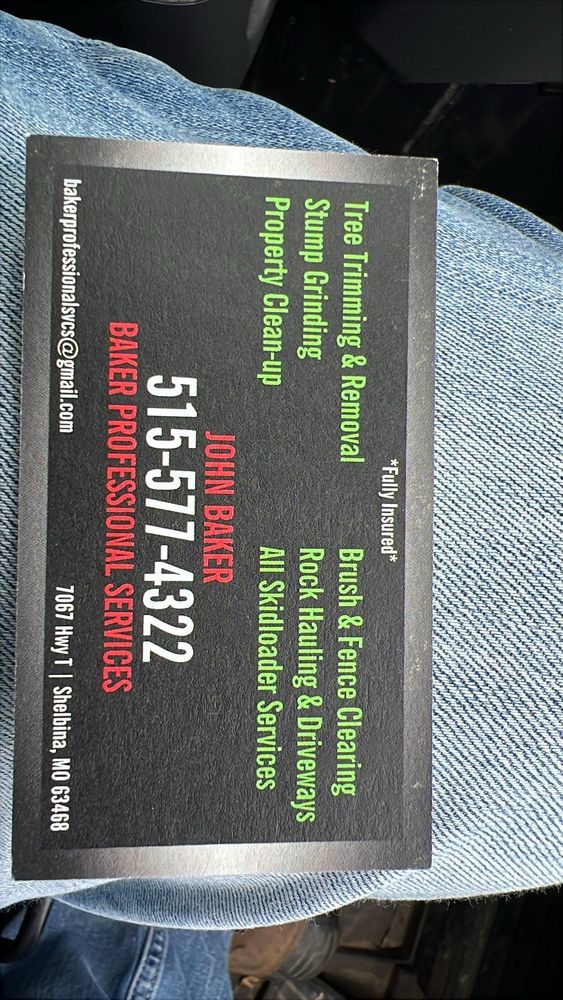 *Fully Insured*
Tree Trimming & Removal
Stump Grinding
Property Clean-up
Brush & Fence Clearing
Rock Hauling & Driveways
All Skidloader Services
JOHN BAKER
515-577-4322
BAKER PROFESSIONAL SERVICES
bakerprofessionalsvcs@gmail.com
7067 Hwy T | Shelbina, MO 63468